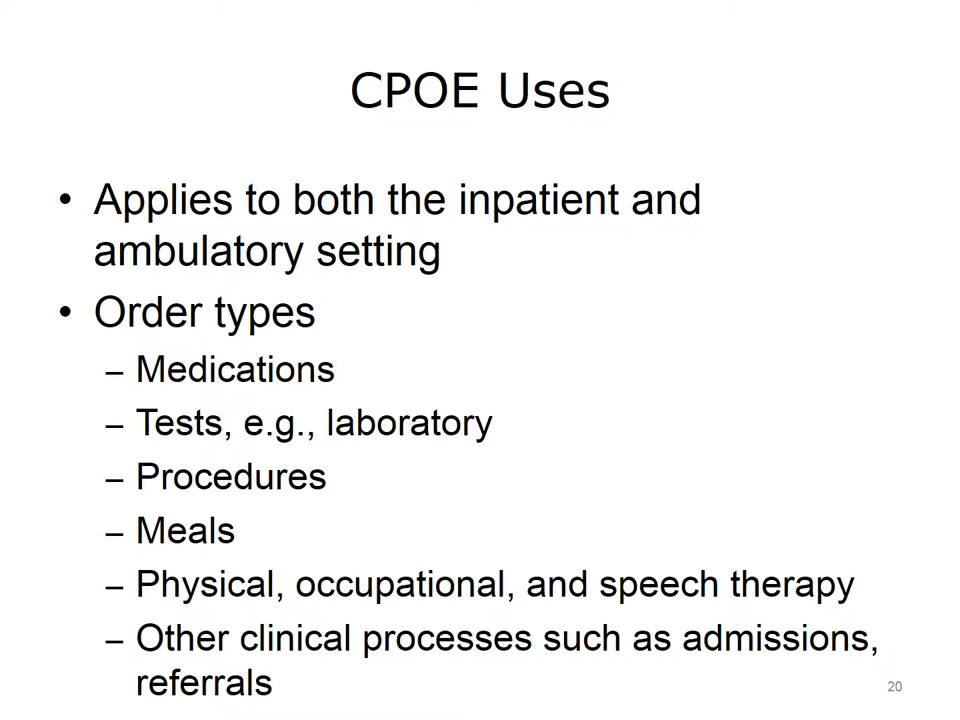 CPOE Uses
• Applies to both the inpatient and
ambulatory setting
• Order types
– Medications
– Tests, e.g., laboratory
– Procedures
– Meals
– Physical, occupational, and speech therapy
– Other clinical processes such as admissions,
referrals
20